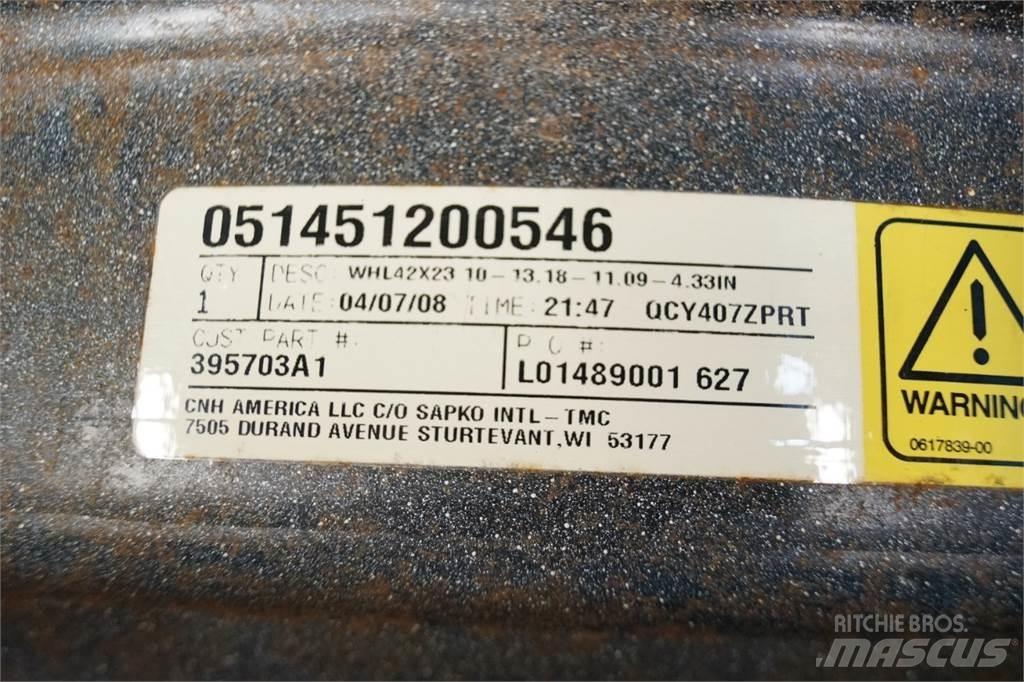 051451200546
QTY DESC: WHL42X23 10-13.18-11.09-4.33IN
1 DATE: 04/07/08 TIME: 21:47 QCY407ZPRT
CUST PART #: P O #:
395703A1 L01489001 627
CNH AMERICA LLC C/O SAPKO INTL-TMC
7505 DURAND AVENUE STURTEVANT,WI 53177
WARNING
0617839-00
RITCHIE BROS.
MASCUS